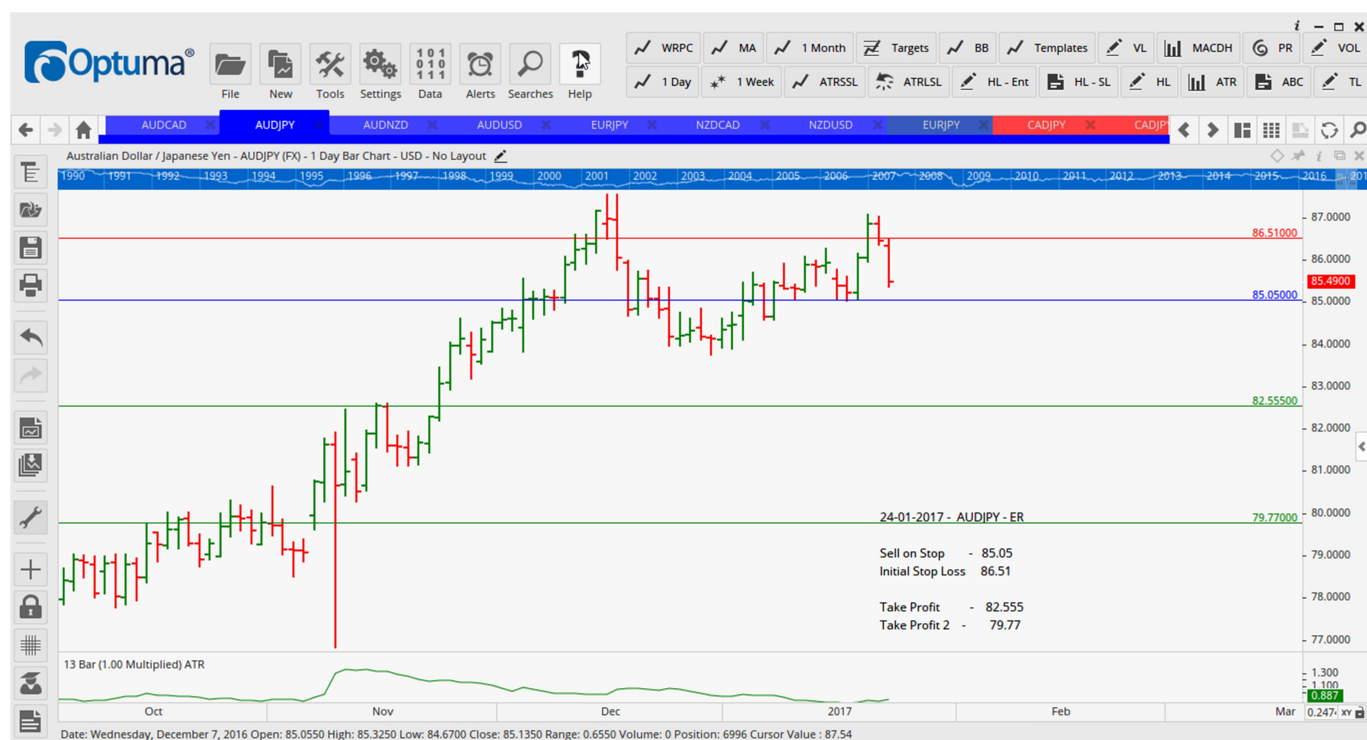 i
Optuma®
File
New
Tools
Settings
101
010
111
Data
Alerts
Searches
Help
WRPC MA 1 Month Targets BB Templates VL MACDH PR VOL
1 Day 1 Week ATRSSL ATRLSL HL - Ent HL - SL HL ATR ABC TL
AUDCAD AUDJPY AUDNZD AUDUSD EURJPY NZDCAD NZDUSD EURJPY CADJPY CADJP
Australian Dollar / Japanese Yen - AUDJPY (FX) - 1 Day Bar Chart - USD - No Layout
1990 1991 1992 1993 1994 1995 1996 1997 1998 1999 2000 2001 2002 2003 2004 2005 2006 2007 2008 2009 2010 2011 2012 2013 2014 2015 2016 201
87.0000
86.51000
86.0000
85.4900
85.05000
85.0000
84.0000
83.0000
82.55500
82.0000
81.0000
80.0000
79.77000
79.0000
78.0000
77.0000
24-01-2017 - AUDJPY - ER
Sell on Stop - 85.05
Initial Stop Loss 86.51
Take Profit - 82.555
Take Profit 2 - 79.77
13 Bar (1.00 Multiplied) ATR
1.300
1.100
0.887
Oct Nov Dec 2017 Feb Mar 0.247 XY
Date: Wednesday, December 7, 2016 Open: 85.0550 High: 85.3250 Low: 84.6700 Close: 85.1350 Range: 0.6550 Volume: 0 Position: 6996 Cursor Value : 87.54